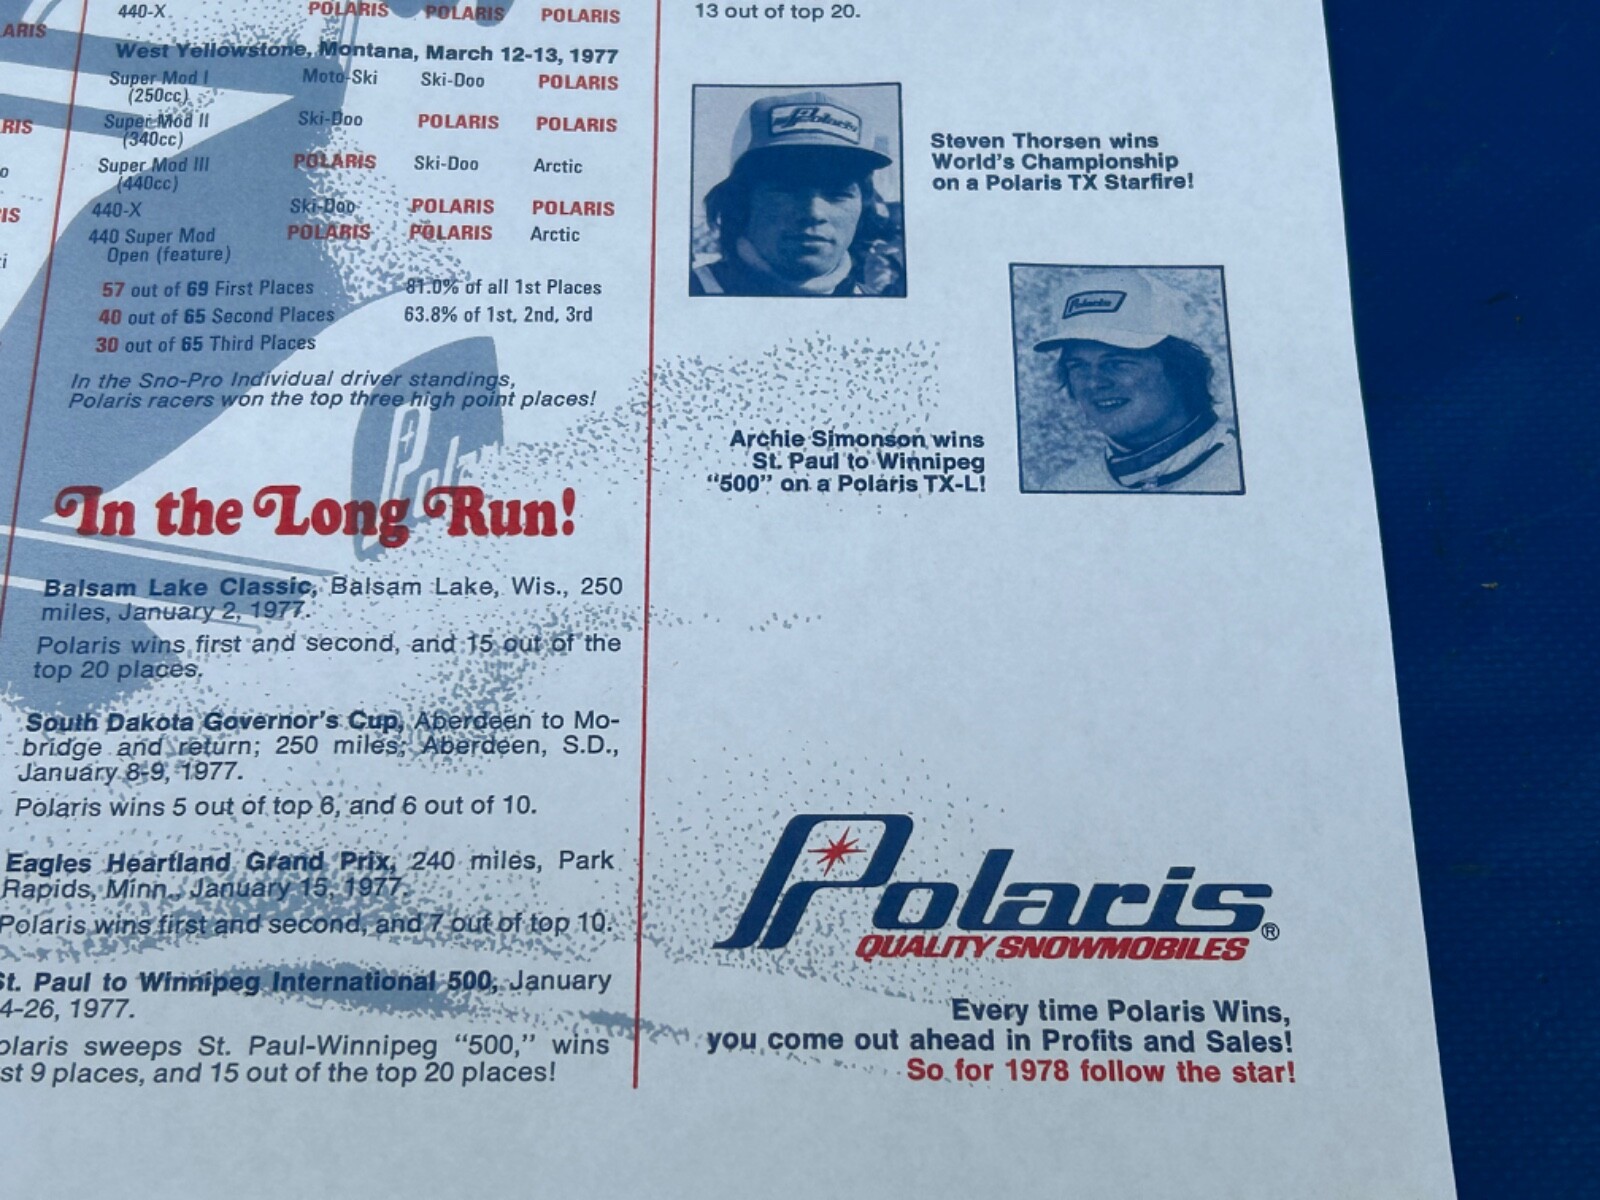 ARIS
RIS
o
IS
i
440-X POLARIS POLARIS POLARIS
West Yellowstone, Montana, March 12-13, 1977
Super Mod I Moto-Ski Ski-Doo POLARIS
(250cc)
Super Mod II Ski-Doo POLARIS POLARIS
(340cc)
Super Mod III POLARIS Ski-Doo Arctic
(440cc)
440-X Ski-Doo POLARIS POLARIS
440 Super Mod POLARIS POLARIS Arctic
Open (feature)
57 out of 69 First Places 81.0% of all 1st Places
40 out of 65 Second Places 63.8% of 1st, 2nd, 3rd
30 out of 65 Third Places
In the Sno-Pro Individual driver standings,
Polaris racers won the top three high point places!
Pola
In the Long Run!
Balsam Lake Classic, Balsam Lake, Wis., 250
miles, January 2, 1977.
Polaris wins first and second, and 15 out of the
top 20 places.
South Dakota Governor's Cup, Aberdeen to Mo-
bridge and return; 250 miles; Aberdeen, S.D.,
January 8-9, 1977.
Polaris wins 5 out of top 6, and 6 out of 10.
Eagles Heartland Grand Prix, 240 miles, Park
Rapids, Minn., January 15, 1977.
Polaris wins first and second, and 7 out of top 10.
St. Paul to Winnipeg International 500, January
4-26, 1977.
olaris sweeps St. Paul-Winnipeg "500," wins
st 9 places, and 15 out of the top 20 places!
13 out of top 20.
Polaris
Steven Thorsen wins
World's Championship
on a Polaris TX Starfire!
Polaris
Archie Simonson wins
St. Paul to Winnipeg
"500" on a Polaris TX-L!
Polaris®
QUALITY SNOWMOBILES
Every time Polaris Wins,
you come out ahead in Profits and Sales!
So for 1978 follow the star!